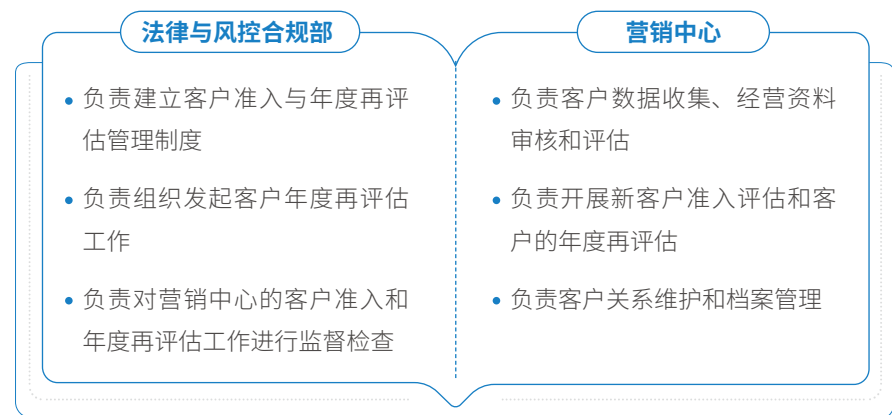 法律与风控合规部
负责建立客户准入与年度再评
估管理制度
负责组织发起客户年度再评估
工作
负责对营销中心的客户准入和
年度再评估工作进行监督检查
营销中心
负责客户数据收集、经营资料
审核和评估
负责开展新客户准入评估和客
户的年度再评估
负责客户关系维护和档案管理